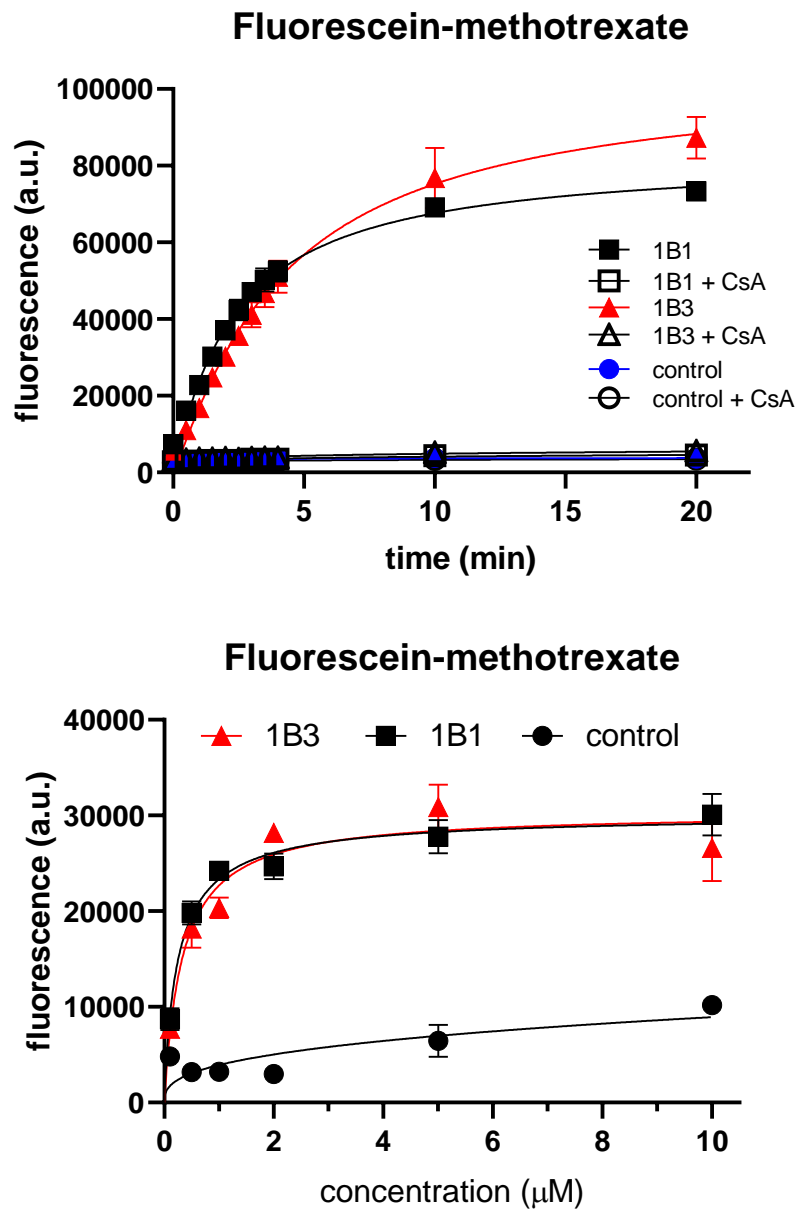 Fluorescein-methotrexate
100000
80000
60000
40000
20000
0
fluorescence (a.u.)
1B1
1B1 + CsA
1B3
1B3 + CsA
control
control + CsA
0 5 10 15 20
time (min)
Fluorescein-methotrexate
40000
30000
20000
10000
0
fluorescence (a.u.)
1B3 1B1 control
0 2 4 6 8 10
concentration (μM)